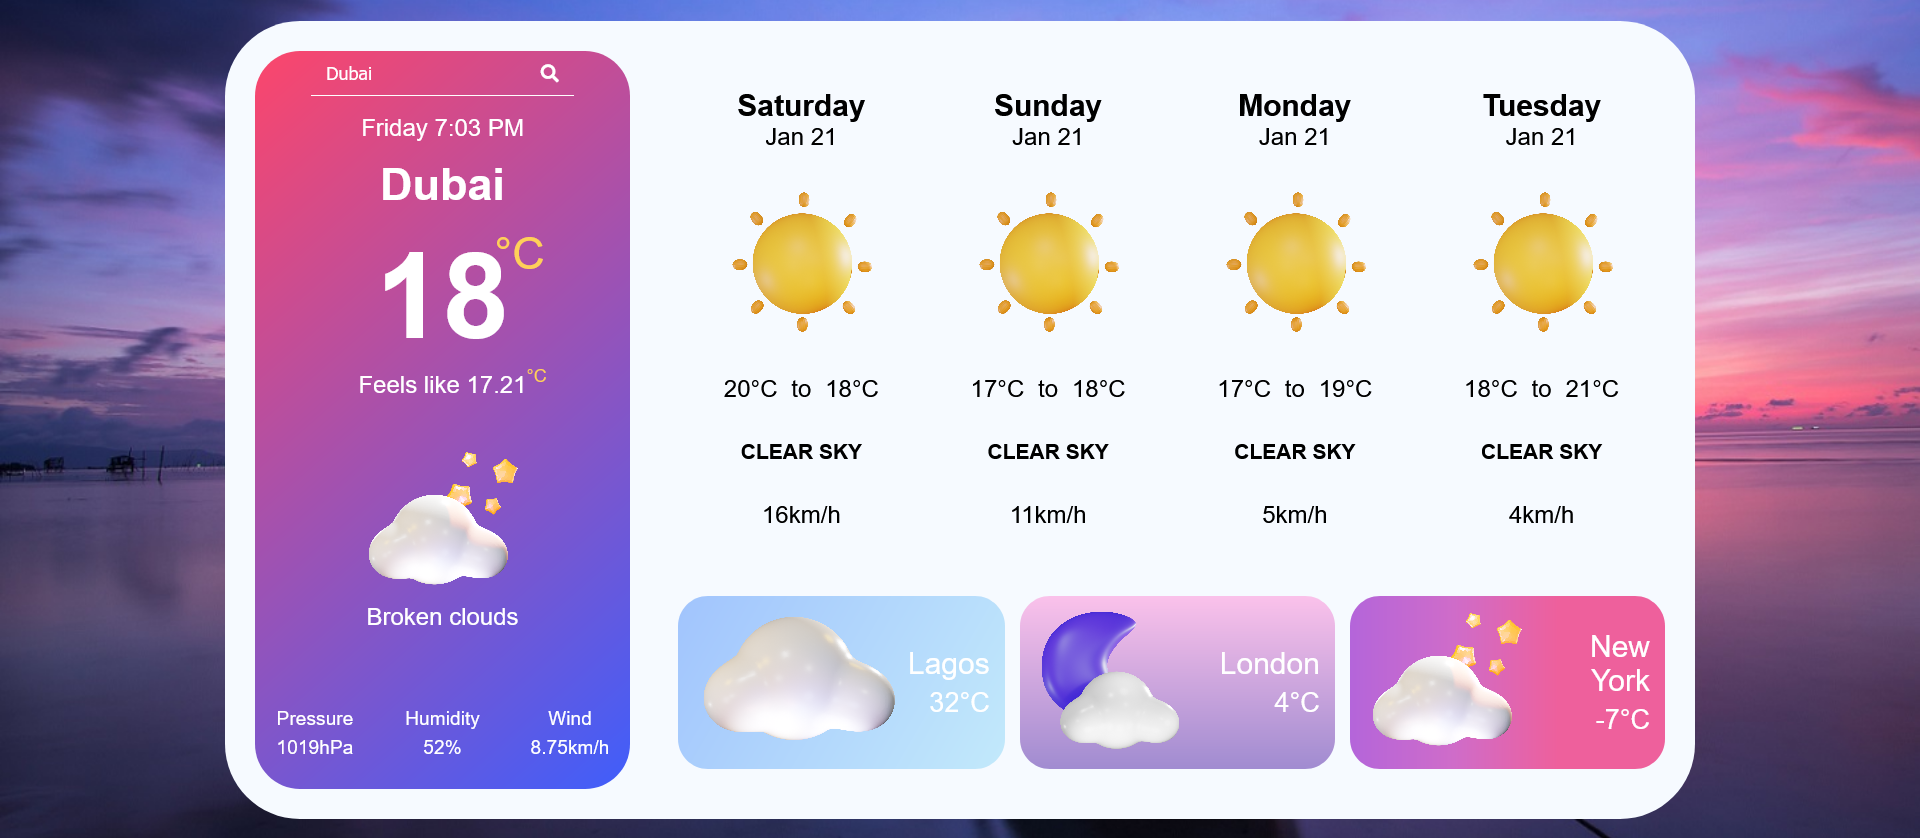 Dubai
Friday 7:03 PM
Dubai
18°C
Feels like 17.21°C
Broken clouds
Pressure Humidity Wind
1019hPa 52% 8.75km/h
Saturday Sunday Monday Tuesday
Jan 21 Jan 21 Jan 21 Jan 21
20°C to 18°C 17°C to 18°C 17°C to 19°C 18°C to 21°C
CLEAR SKY CLEAR SKY CLEAR SKY CLEAR SKY
16km/h 11km/h 5km/h 4km/h
Lagos
32°C
London
4°C
New
York
-7°C